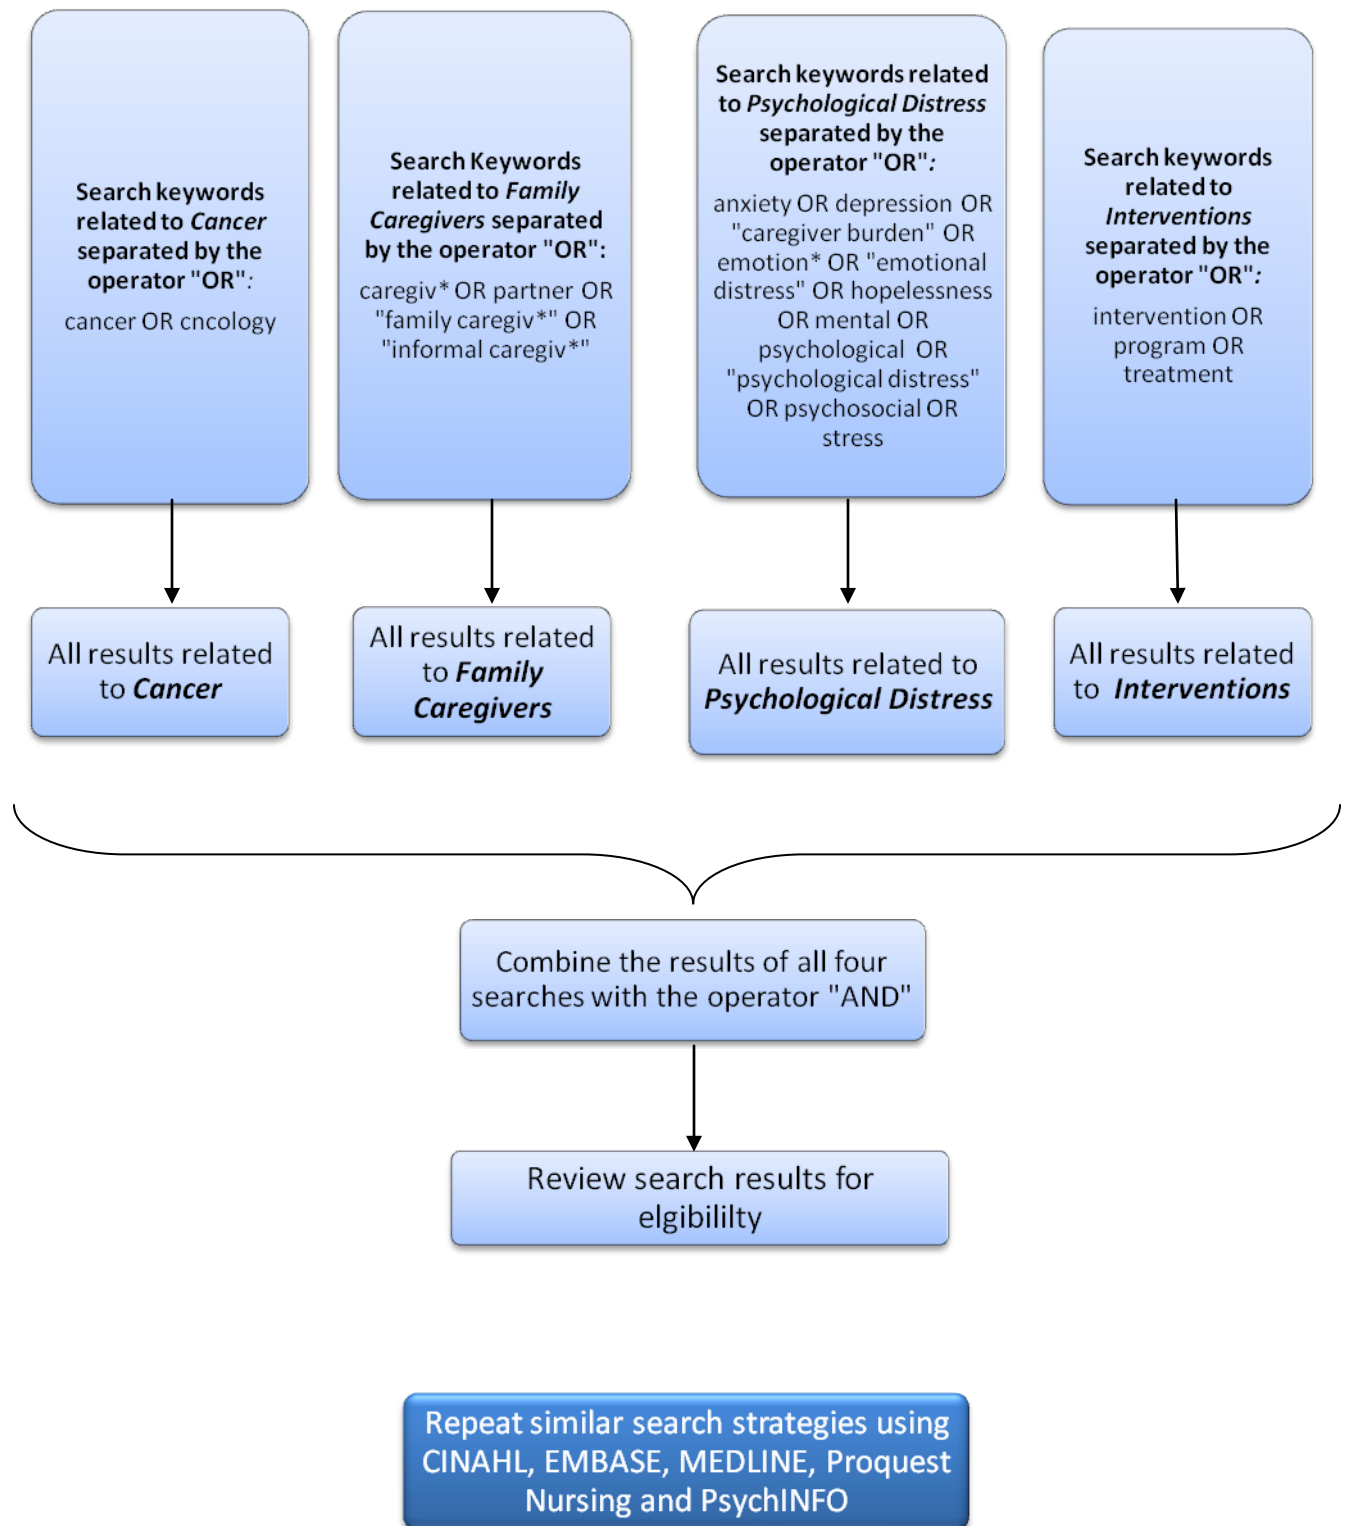 Search keywords
related to Cancer
separated by the
operator "OR":
cancer OR cncology
Search Keywords
related to Family
Caregivers separated
by the operator "OR":
caregiv* OR partner OR
"family caregiv*" OR
"informal caregiv*"
Search keywords related
to Psychological Distress
separated by the
operator "OR":
anxiety OR depression OR
"caregiver burden" OR
emotion* OR "emotional
distress" OR hopelessness
OR mental OR
psychological OR
"psychological distress"
OR psychosocial OR
stress
Search keywords
related to
Interventions
separated by the
operator "OR":
intervention OR
program OR
treatment
All results related
to Cancer
All results related
to Family
Caregivers
All results related to
Psychological Distress
All results related
to Interventions
Combine the results of all four
searches with the operator "AND"
Review search results for
elgibililty
Repeat similar search strategies using
CINAHL, EMBASE, MEDLINE, Proquest
Nursing and PsychINFO